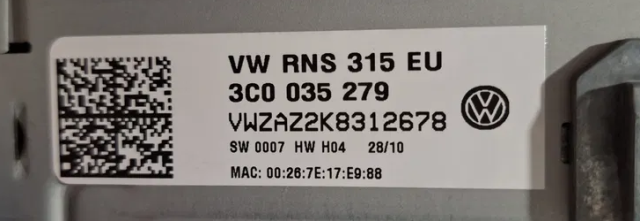 VW RNS 315 EU
3C0 035 279
VWZAZ2K8312678
SW 0007 HW H04 28/10
MAC: 00:26:7E:17:E9:88